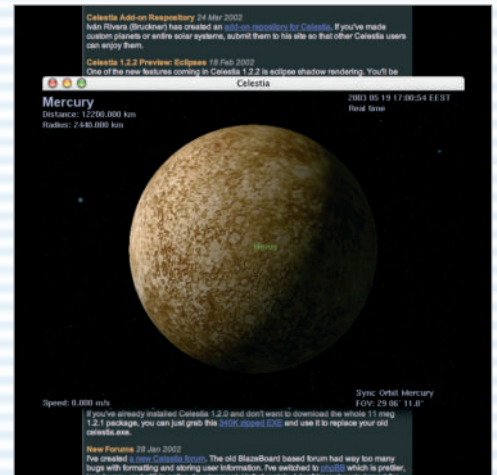 Celestia Add-on Respository 24 Mar 2002
Iván Rivera (Bruckner) has created an add-on repository for Celestia. If you've made
custom planets or entire solar systems, submit them to his site so that other Celestia users
can enjoy them.
Celestia 1.2.2 Preview: Eclipses 18 Feb 2002
One of the new features coming in Celestia 1.2.2 is eclipse shadow rendering. You'll be
Celestia
Mercury
Distance: 12200.000 km
Radius: 2440.000 km
2003 05 19 17:00:54 EEST
Real time
Mercury
Speed: 0.000 m/s
Sync Orbit Mercury
FOV: 29 06' 11.0"
If you've already installed Celestia 1.2.0 and don't want to download the whole 11 meg
1.2.1 package, you can just grab this 340K zipped EXE and use it to replace your old
celestia.exe.
New Forums 28 Jan 2002
I've created a new Celestia forum. The old BlazeBoard based forum had way too many
bugs with formatting and storing user information. I've switched to phpBB which is prettier,